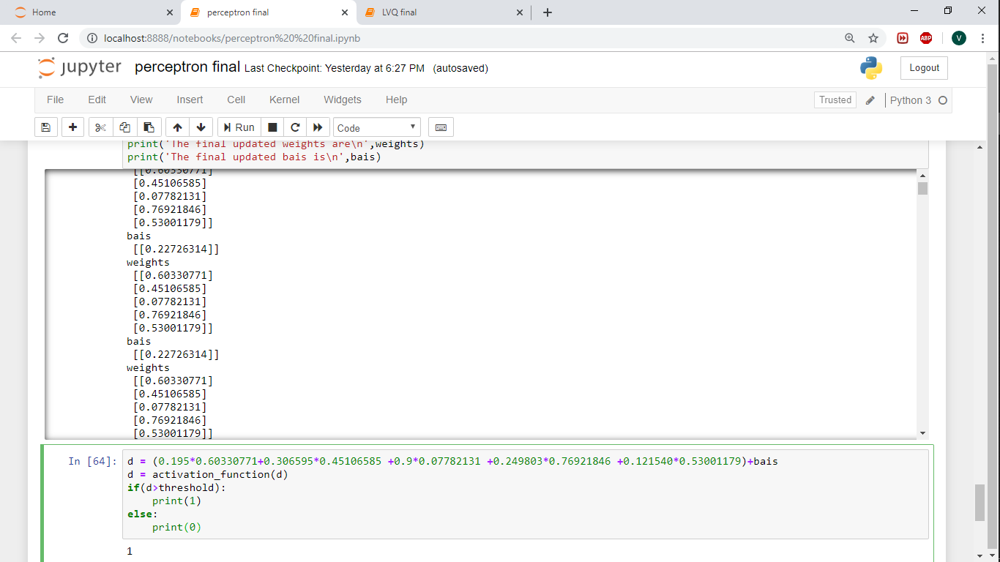 Home
perceptron final
LVQ final
localhost:8888/notebooks/perceptron%20%20final.ipynb
ABP
V
jupyter perceptron final Last Checkpoint: Yesterday at 6:27 PM (autosaved)
Logout
File Edit View Insert Cell Kernel Widgets Help
Trusted
Python 3
Run
Code
print('The final updated weights are\n',weights)
print('The final updated bais is\n',bais)
[[0.60330771]
[0.45106585]
[0.07782131]
[0.76921846]
[0.53001179]]
bais
[[0.22726314]]
weights
[[0.60330771]
[0.45106585]
[0.07782131]
[0.76921846]
[0.53001179]]
bais
[[0.22726314]]
weights
[[0.60330771]
[0.45106585]
[0.07782131]
[0.76921846]
[0.53001179]]
In [64]: d = (0.195*0.60330771+0.306595*0.45106585 +0.9*0.07782131 +0.249803*0.76921846 +0.121540*0.53001179)+bais
d = activation_function(d)
if(d>threshold):
print(1)
else:
print(0)
1